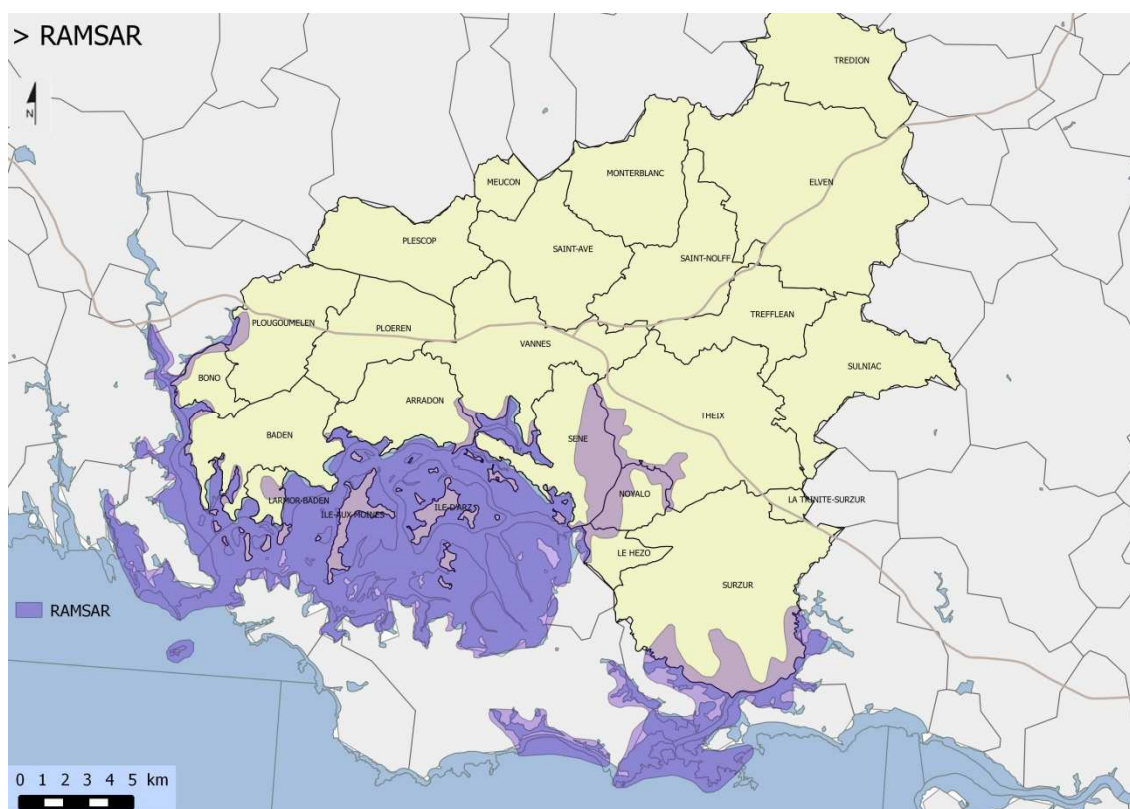 > RAMSAR
N
TREDION
MONTERBLANC
MEUCON
ELVEN
PLESCOP
SAINT-AVE
SAINT-NOLFF
TREFFLEAN
PLOUGOUMELEN
PLOEREN
VANNES
SULNIAC
BONO
ARRADON
THEIX
BADEN
SENE
NOYALO
LARMOR-BADEN
ILE-AUX-MOINES
ILE-D'ARZ
LA TRINITE-SURZUR
LE HEZO
SURZUR
RAMSAR
0 1 2 3 4 5 km